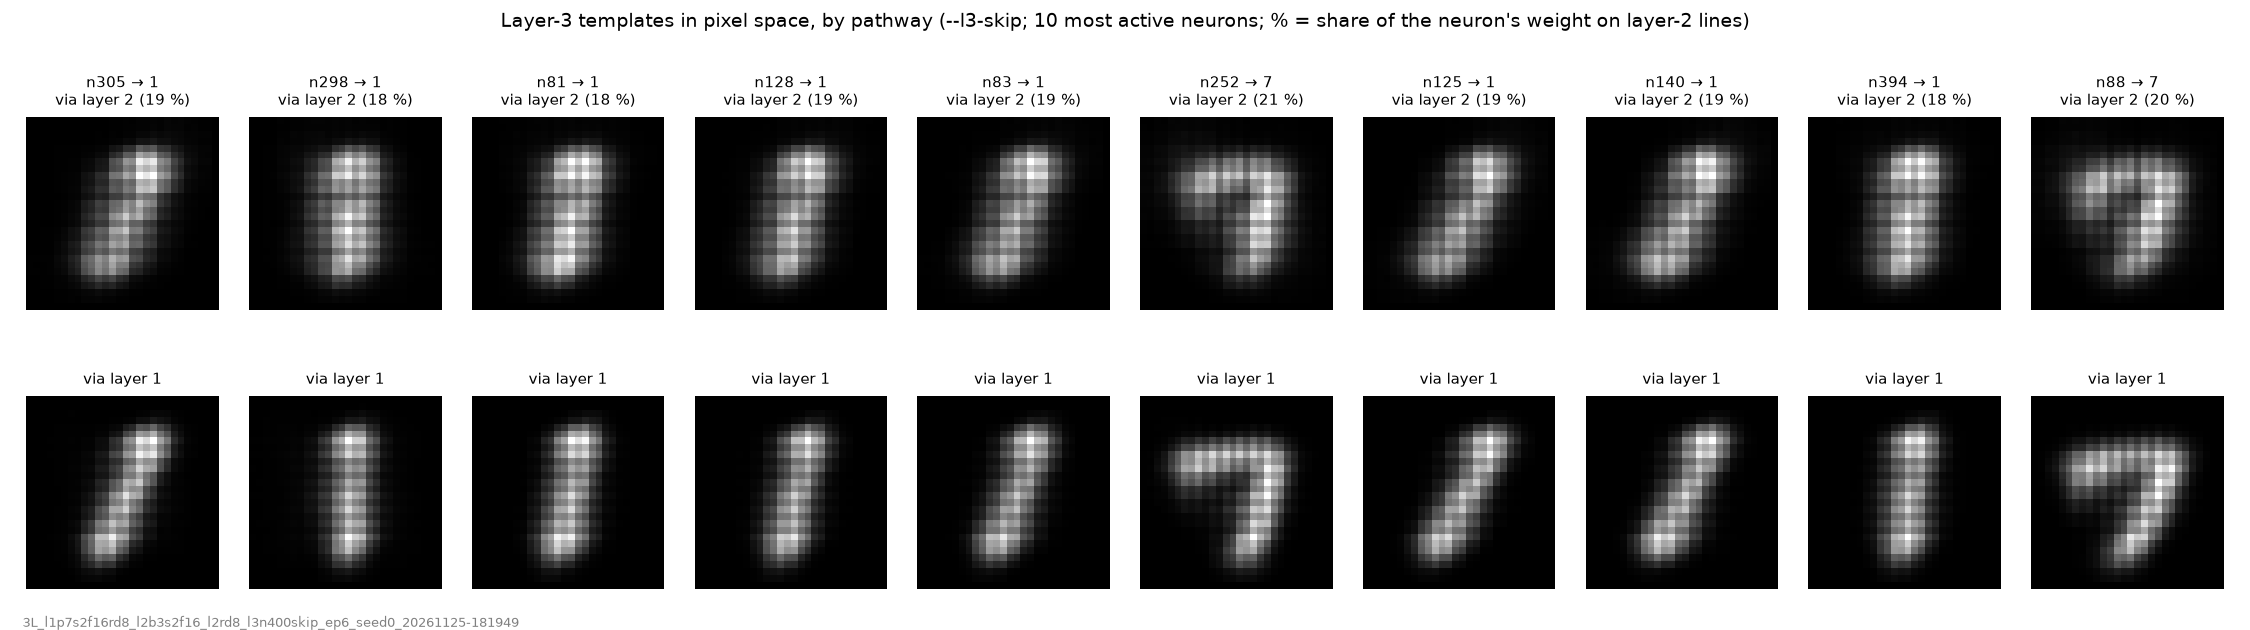 Layer-3 templates in pixel space, by pathway (--l3-skip; 10 most active neurons; % = share of the neuron's weight on layer-2 lines)
n305 → 1
via layer 2 (19 %)
n298 → 1
via layer 2 (18 %)
n81 → 1
via layer 2 (18 %)
n128 → 1
via layer 2 (19 %)
n83 → 1
via layer 2 (19 %)
n252 → 7
via layer 2 (21 %)
n125 → 1
via layer 2 (19 %)
n140 → 1
via layer 2 (19 %)
n394 → 1
via layer 2 (18 %)
n88 → 7
via layer 2 (20 %)
via layer 1
via layer 1
via layer 1
via layer 1
via layer 1
via layer 1
via layer 1
via layer 1
via layer 1
via layer 1
3L_l1p7s2f16rd8_l2b3s2f16_l2rd8_l3n400skip_ep6_seed0_20261125-181949